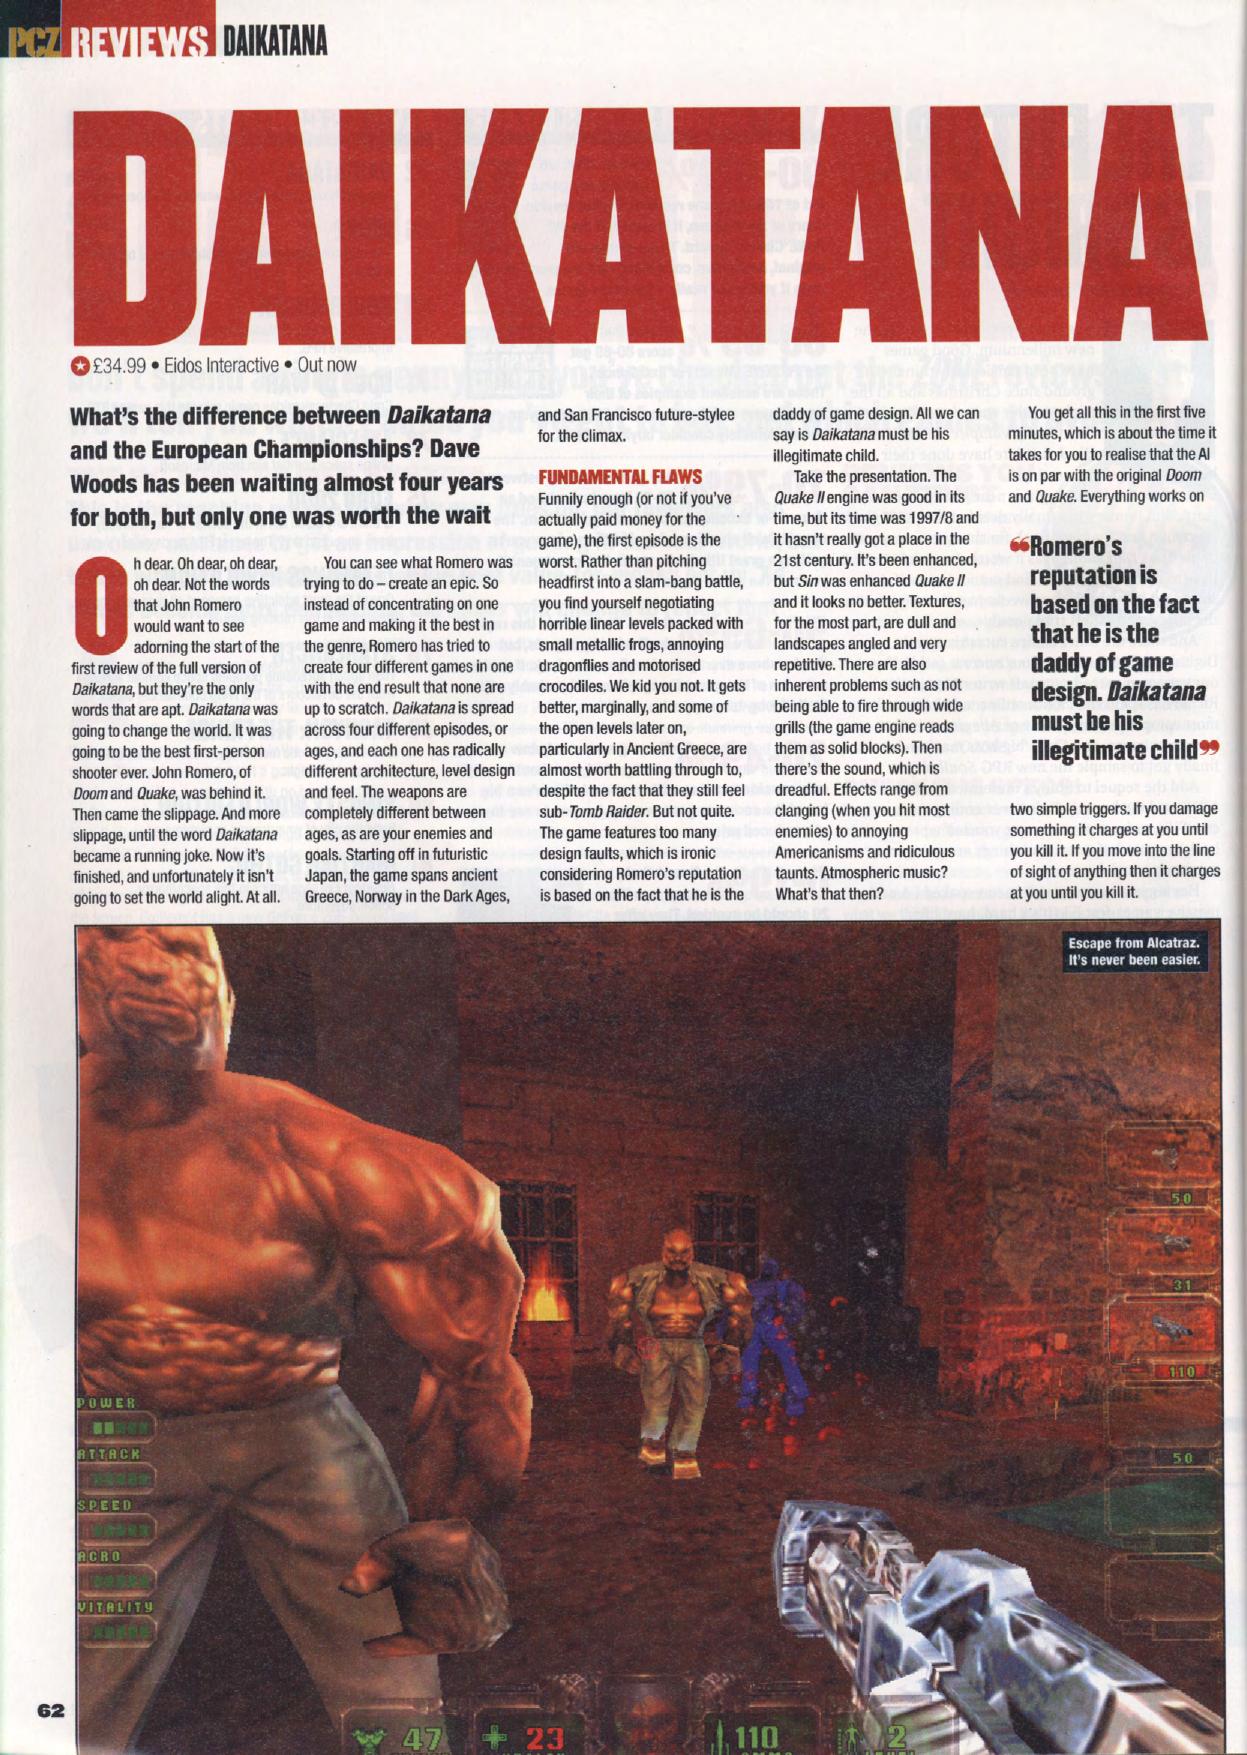 PCZ REVIEWS DAIKATANA
DAIKATANA
£34.99 • Eidos Interactive • Out now
What's the difference between Daikatana
and the European Championships? Dave
Woods has been waiting almost four years
for both, but only one was worth the wait
Oh dear. Oh dear, oh dear,
oh dear. Not the words
that John Romero
would want to see
adorning the start of the
first review of the full version of
Daikatana, but they're the only
words that are apt. Daikatana was
going to change the world. It was
going to be the best first-person
shooter ever. John Romero, of
Doom and Quake, was behind it.
Then came the slippage. And more
slippage, until the word Daikatana
became a running joke. Now it's
finished, and unfortunately it isn't
going to set the world alight. At all.
You can see what Romero was
trying to do – create an epic. So
instead of concentrating on one
game and making it the best in
the genre, Romero has tried to
create four different games in one
with the end result that none are
up to scratch. Daikatana is spread
across four different episodes, or
ages, and each one has radically
different architecture, level design
and feel. The weapons are
completely different between
ages, as are your enemies and
goals. Starting off in futuristic
Japan, the game spans ancient
Greece, Norway in the Dark Ages,
and San Francisco future-stylee
for the climax.
FUNDAMENTAL FLAWS
Funnily enough (or not if you've
actually paid money for the
game), the first episode is the
worst. Rather than pitching
headfirst into a slam-bang battle,
you find yourself negotiating
horrible linear levels packed with
small metallic frogs, annoying
dragonflies and motorised
crocodiles. We kid you not. It gets
better, marginally, and some of
the open levels later on,
particularly in Ancient Greece, are
almost worth battling through to,
despite the fact that they still feel
sub-Tomb Raider. But not quite.
The game features too many
design faults, which is ironic
considering Romero's reputation
is based on the fact that he is the
daddy of game design. All we can
say is Daikatana must be his
illegitimate child.
Take the presentation. The
Quake II engine was good in its
time, but its time was 1997/8 and
it hasn't really got a place in the
21st century. It's been enhanced,
but Sin was enhanced Quake II
and it looks no better. Textures,
for the most part, are dull and
landscapes angled and very
repetitive. There are also
inherent problems such as not
being able to fire through wide
grills (the game engine reads
them as solid blocks). Then
there's the sound, which is
dreadful. Effects range from
clanging (when you hit most
enemies) to annoying
Americanisms and ridiculous
taunts. Atmospheric music?
What's that then?
You get all this in the first five
minutes, which is about the time it
takes for you to realise that the AI
is on par with the original Doom
and Quake. Everything works on
“Romero's
reputation is
based on the fact
that he is the
daddy of game
design. Daikatana
must be his
illegitimate child”
two simple triggers. If you damage
something it charges at you until
you kill it. If you move into the line
of sight of anything then it charges
at you until you kill it.
Escape from Alcatraz.
It's never been easier.
50
31
110
50
POWER
ATTACK
SPEED
ACRO
VITALITY
47 23 110 2
62